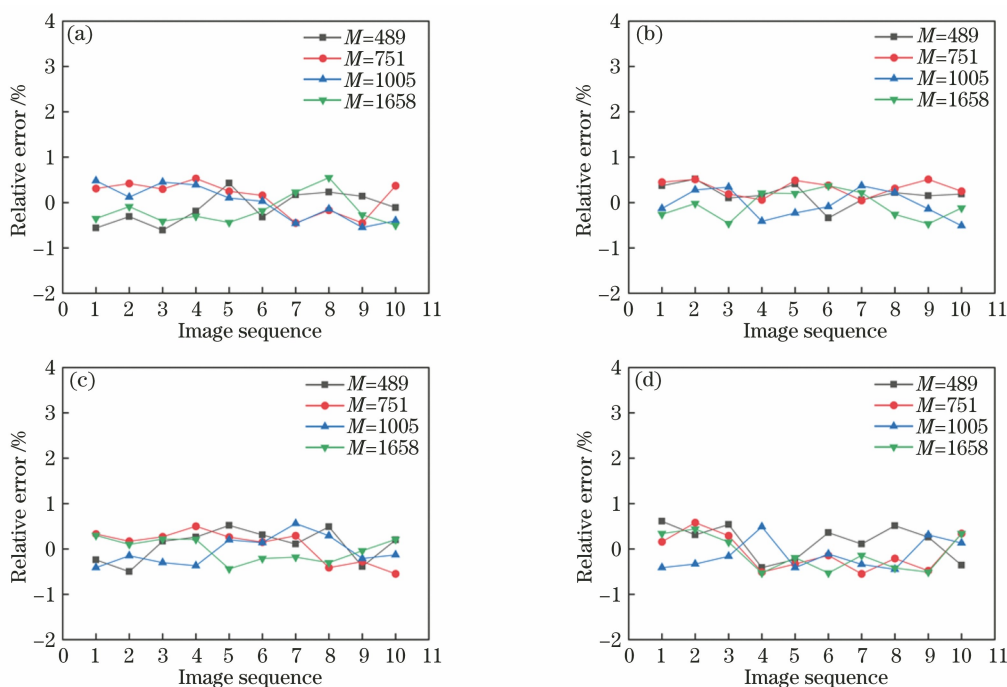 (a)
M=489
M=751
M=1005
M=1658
Relative error /%
4
3
2
1
0
−1
−2
0 1 2 3 4 5 6 7 8 9 10 11
Image sequence
(b)
M=489
M=751
M=1005
M=1658
Relative error /%
4
3
2
1
0
−1
−2
0 1 2 3 4 5 6 7 8 9 10 11
Image sequence
(c)
M=489
M=751
M=1005
M=1658
Relative error /%
4
3
2
1
0
−1
−2
0 1 2 3 4 5 6 7 8 9 10 11
Image sequence
(d)
M=489
M=751
M=1005
M=1658
Relative error /%
4
3
2
1
0
−1
−2
0 1 2 3 4 5 6 7 8 9 10 11
Image sequence